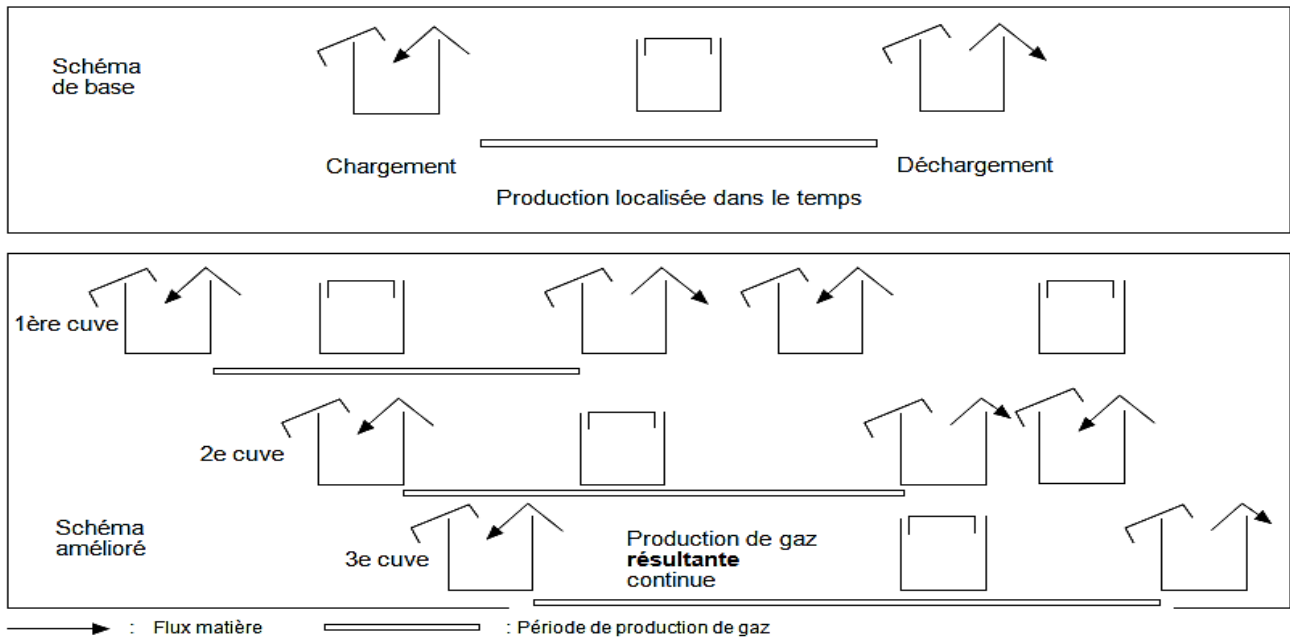 Schéma
de base
Chargement
Déchargement
Production localisée dans le temps
1ère cuve
2e cuve
Schéma
amélioré
3e cuve
Production de gaz
résultante
continue
: Flux matière
: Période de production de gaz